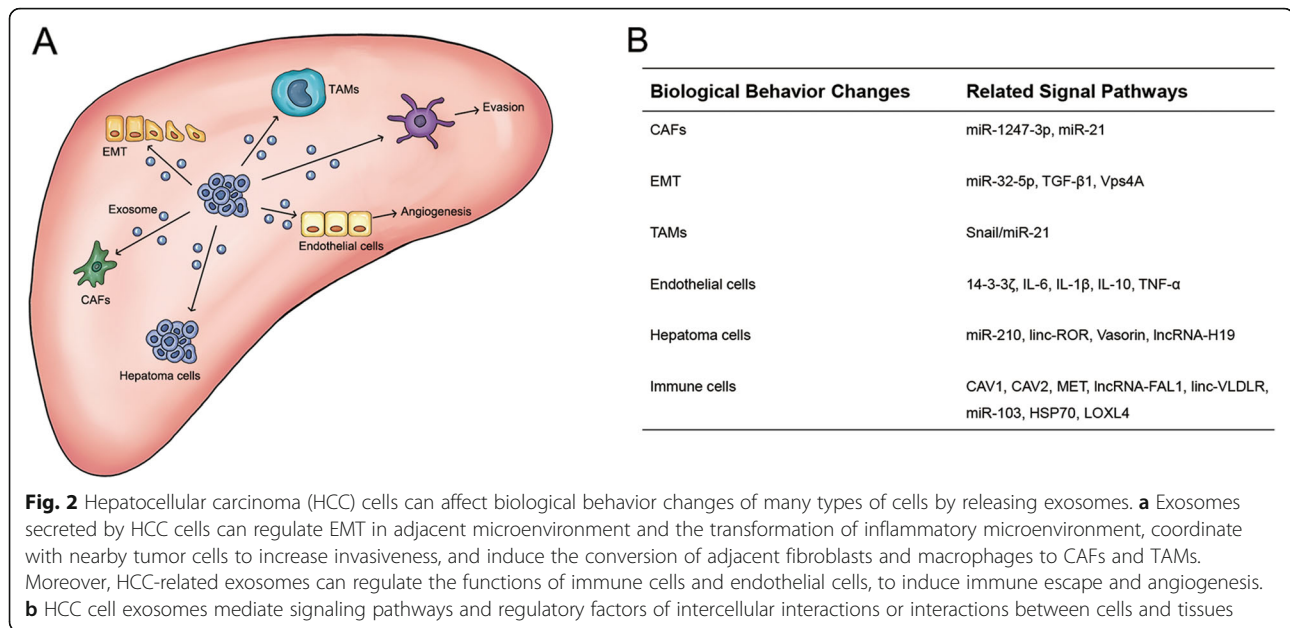 A
TAMs
Evasion
EMT
Exosome
Angiogenesis
Endothelial cells
CAFs
Hepatoma cells
B
Biological Behavior Changes Related Signal Pathways
CAFs miR-1247-3p, miR-21
EMT miR-32-5p, TGF-β1, Vps4A
TAMs Snail/miR-21
Endothelial cells 14-3-3ζ, IL-6, IL-1β, IL-10, TNF-α
Hepatoma cells miR-210, linc-ROR, Vasorin, lncRNA-H19
Immune cells CAV1, CAV2, MET, lncRNA-FAL1, linc-VLDLR,
miR-103, HSP70, LOXL4
Fig. 2 Hepatocellular carcinoma (HCC) cells can affect biological behavior changes of many types of cells by releasing exosomes. a Exosomes
secreted by HCC cells can regulate EMT in adjacent microenvironment and the transformation of inflammatory microenvironment, coordinate
with nearby tumor cells to increase invasiveness, and induce the conversion of adjacent fibroblasts and macrophages to CAFs and TAMs.
Moreover, HCC-related exosomes can regulate the functions of immune cells and endothelial cells, to induce immune escape and angiogenesis.
b HCC cell exosomes mediate signaling pathways and regulatory factors of intercellular interactions or interactions between cells and tissues